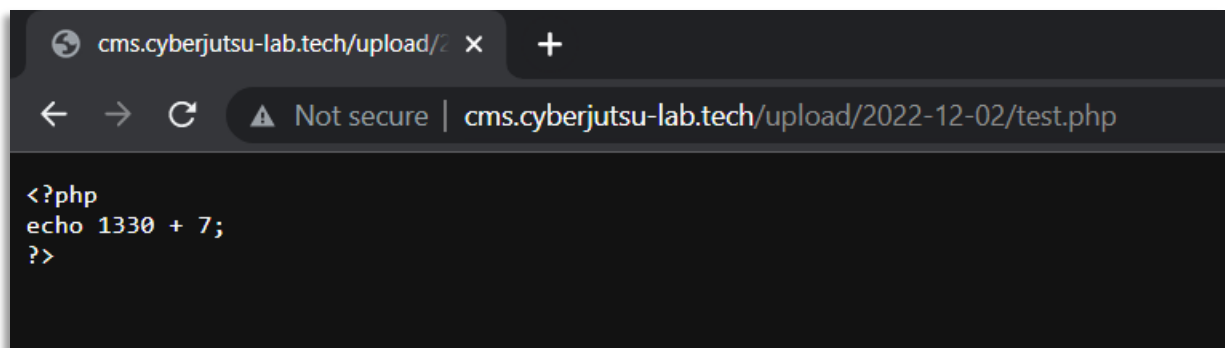 cms.cyberjutsu-lab.tech/upload/2
Not secure | cms.cyberjutsu-lab.tech/upload/2022-12-02/test.php
<?php
echo 1330 + 7;
?>